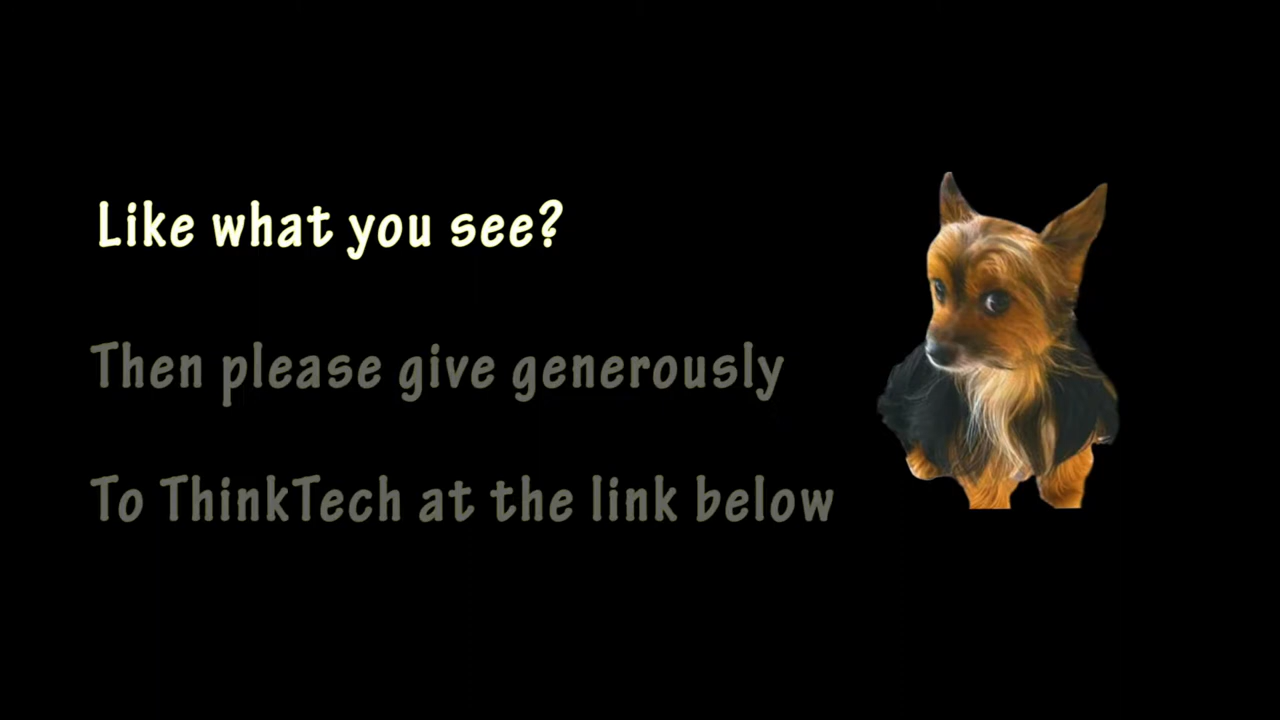 Like what you see?
Then please give generously
To ThinkTech at the link below